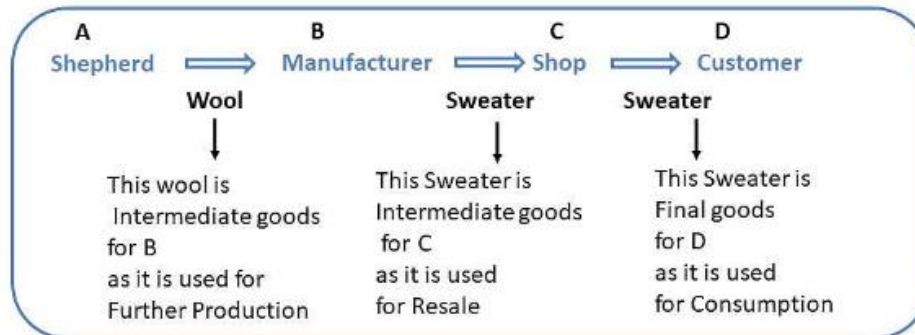 A B C D
Shepherd Manufacturer Shop Customer
Wool Sweater Sweater
This wool is
Intermediate goods
for B
as it is used for
Further Production
This Sweater is
Intermediate goods
for C
as it is used
for Resale
This Sweater is
Final goods
for D
as it is used
for Consumption